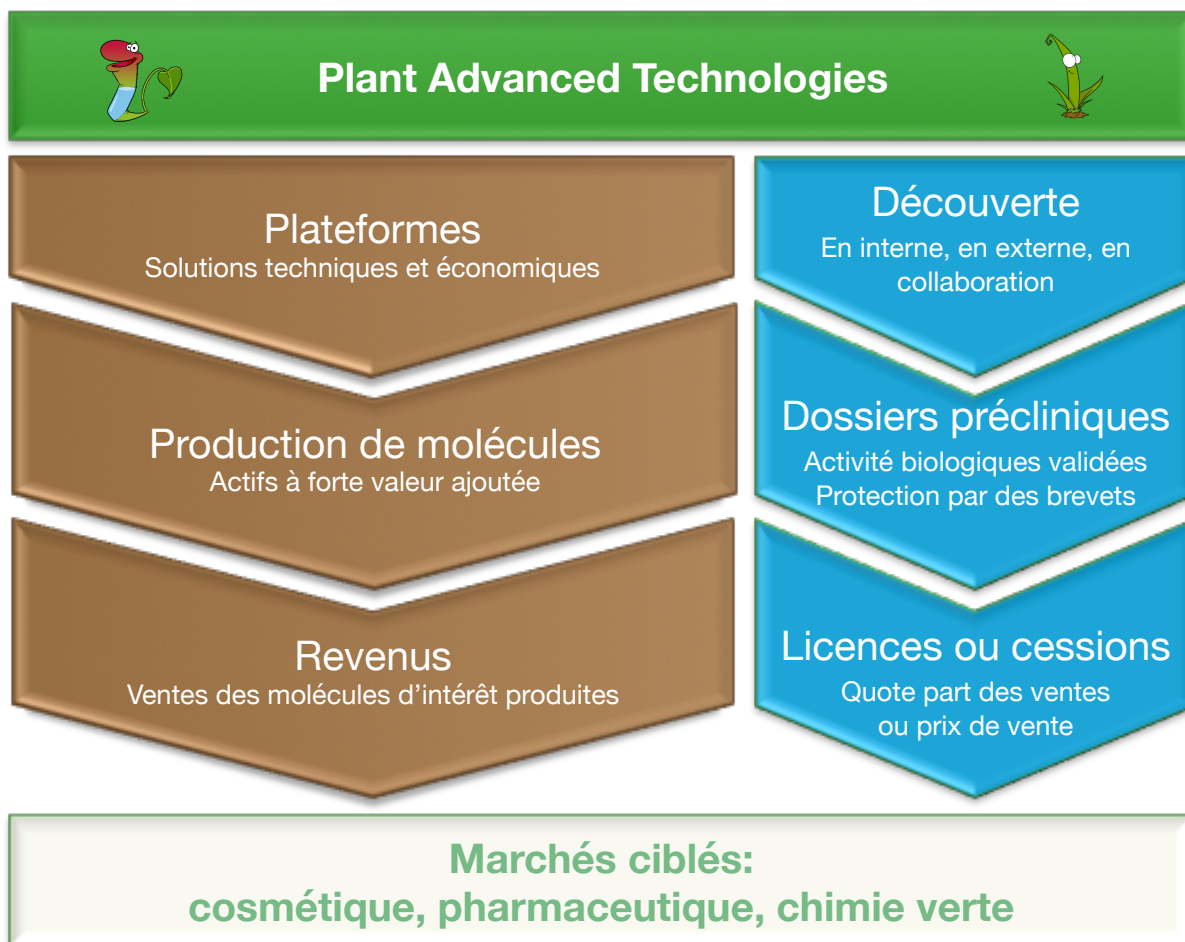 Plant Advanced Technologies
Plateformes
Solutions techniques et économiques
Production de molécules
Actifs à forte valeur ajoutée
Revenus
Ventes des molécules d'intérêt produites
Découverte
En interne, en externe, en
collaboration
Dossiers précliniques
Activité biologiques validées
Protection par des brevets
Licences ou cessions
Quote part des ventes
ou prix de vente
Marchés ciblés:
cosmétique, pharmaceutique, chimie verte